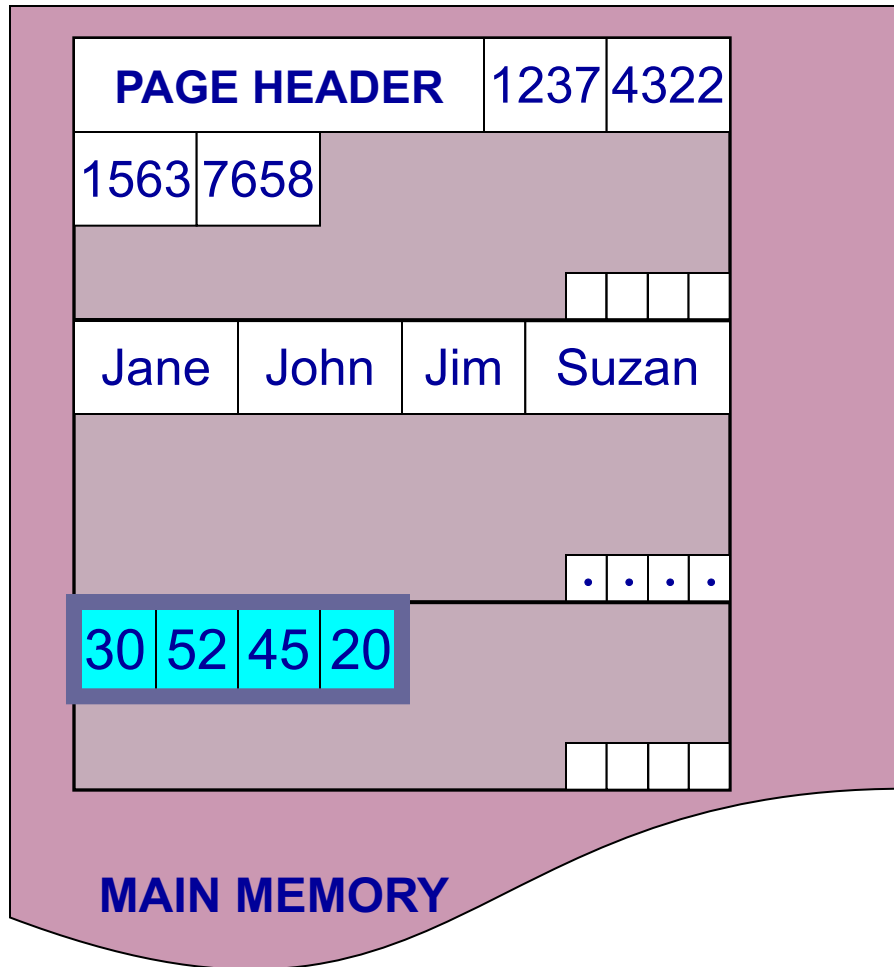 PAGE HEADER 1237 4322
1563 7658
Jane John Jim Suzan
30 52 45 20
MAIN MEMORY